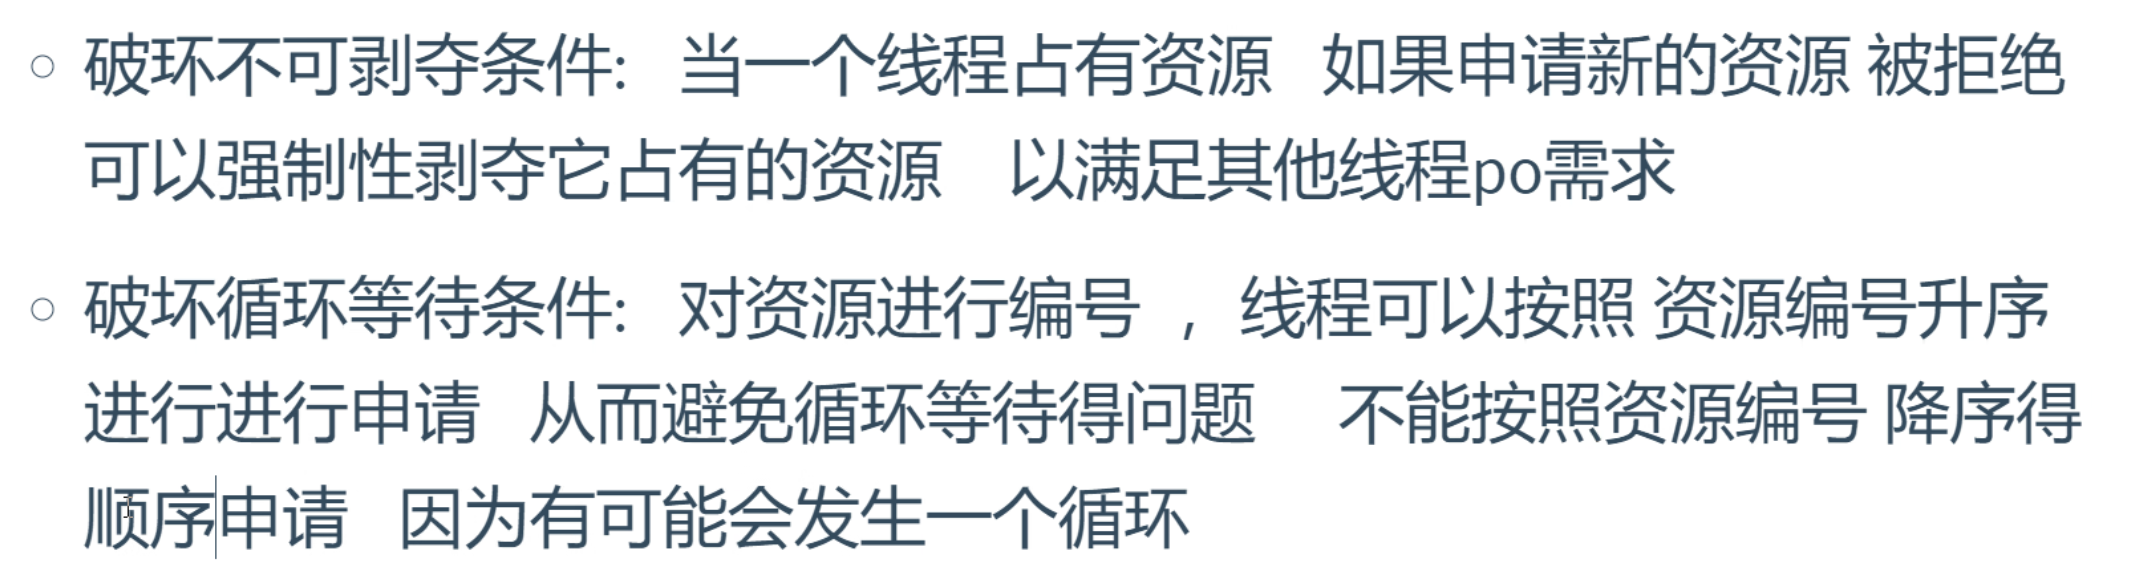 破环不可剥夺条件:   当一个线程占有资源   如果申请新的资源 被拒绝
可以强制性剥夺它占有的资源    以满足其他线程po需求
破坏循环等待条件:   对资源进行编号  ，线程可以按照 资源编号升序
进行进行申请   从而避免循环等待得问题     不能按照资源编号 降序得
顺序申请   因为有可能会发生一个循环